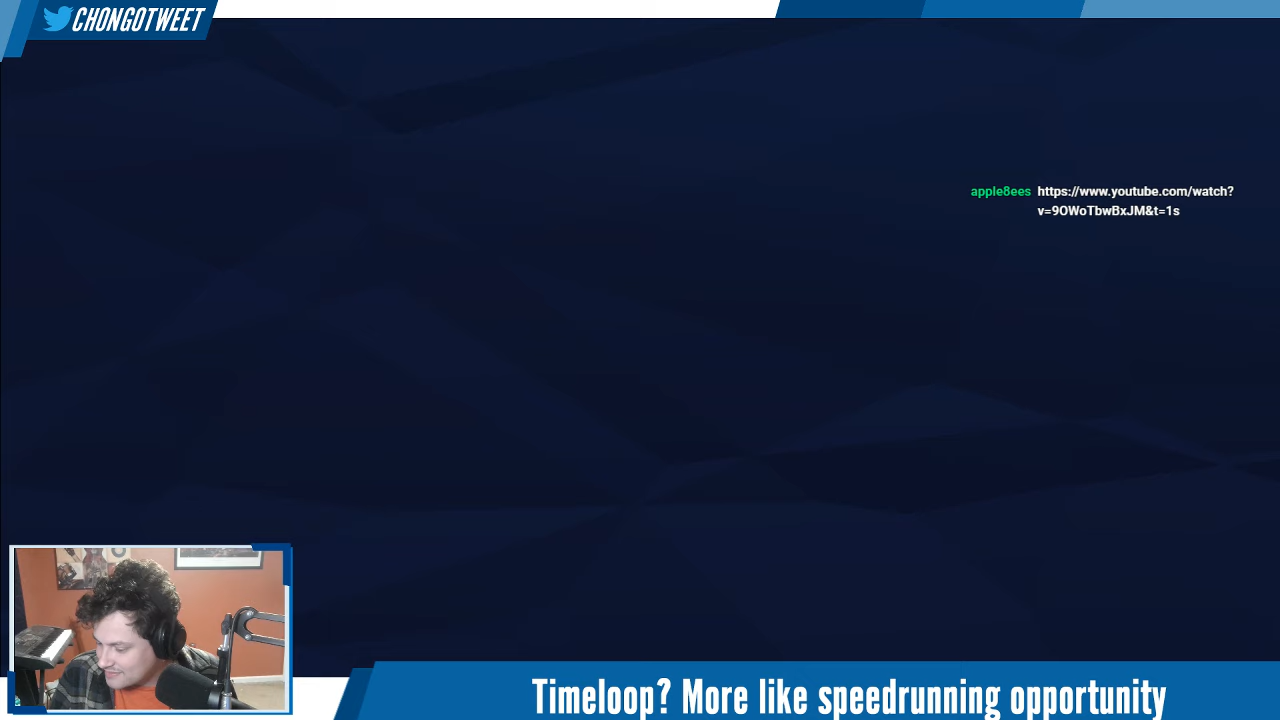 CHONGOTWEET
apple8ees https://www.youtube.com/watch?
v=9OWoTbwBxJM&t=1s
Timeloop? More like speedrunning opportunity